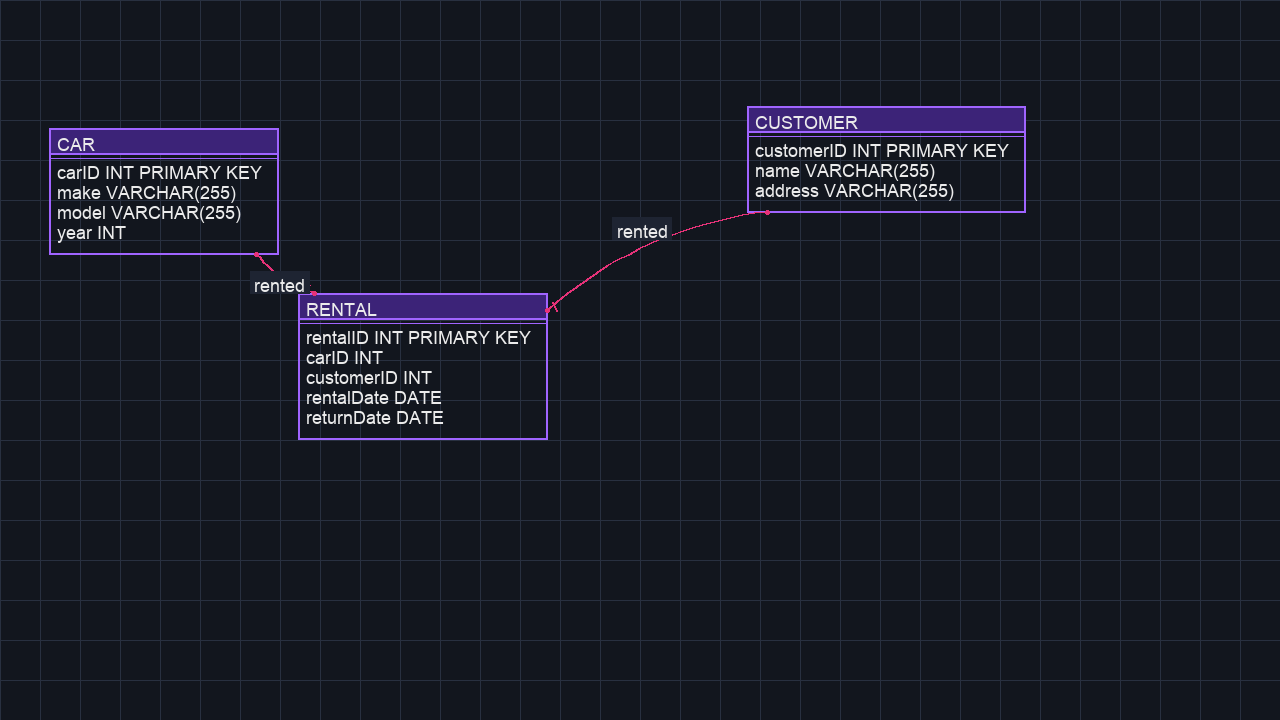 CAR
carID INT PRIMARY KEY
make VARCHAR(255)
model VARCHAR(255)
year INT
CUSTOMER
customerID INT PRIMARY KEY
name VARCHAR(255)
address VARCHAR(255)
rented
rented
RENTAL
rentalID INT PRIMARY KEY
carID INT
customerID INT
rentalDate DATE
returnDate DATE